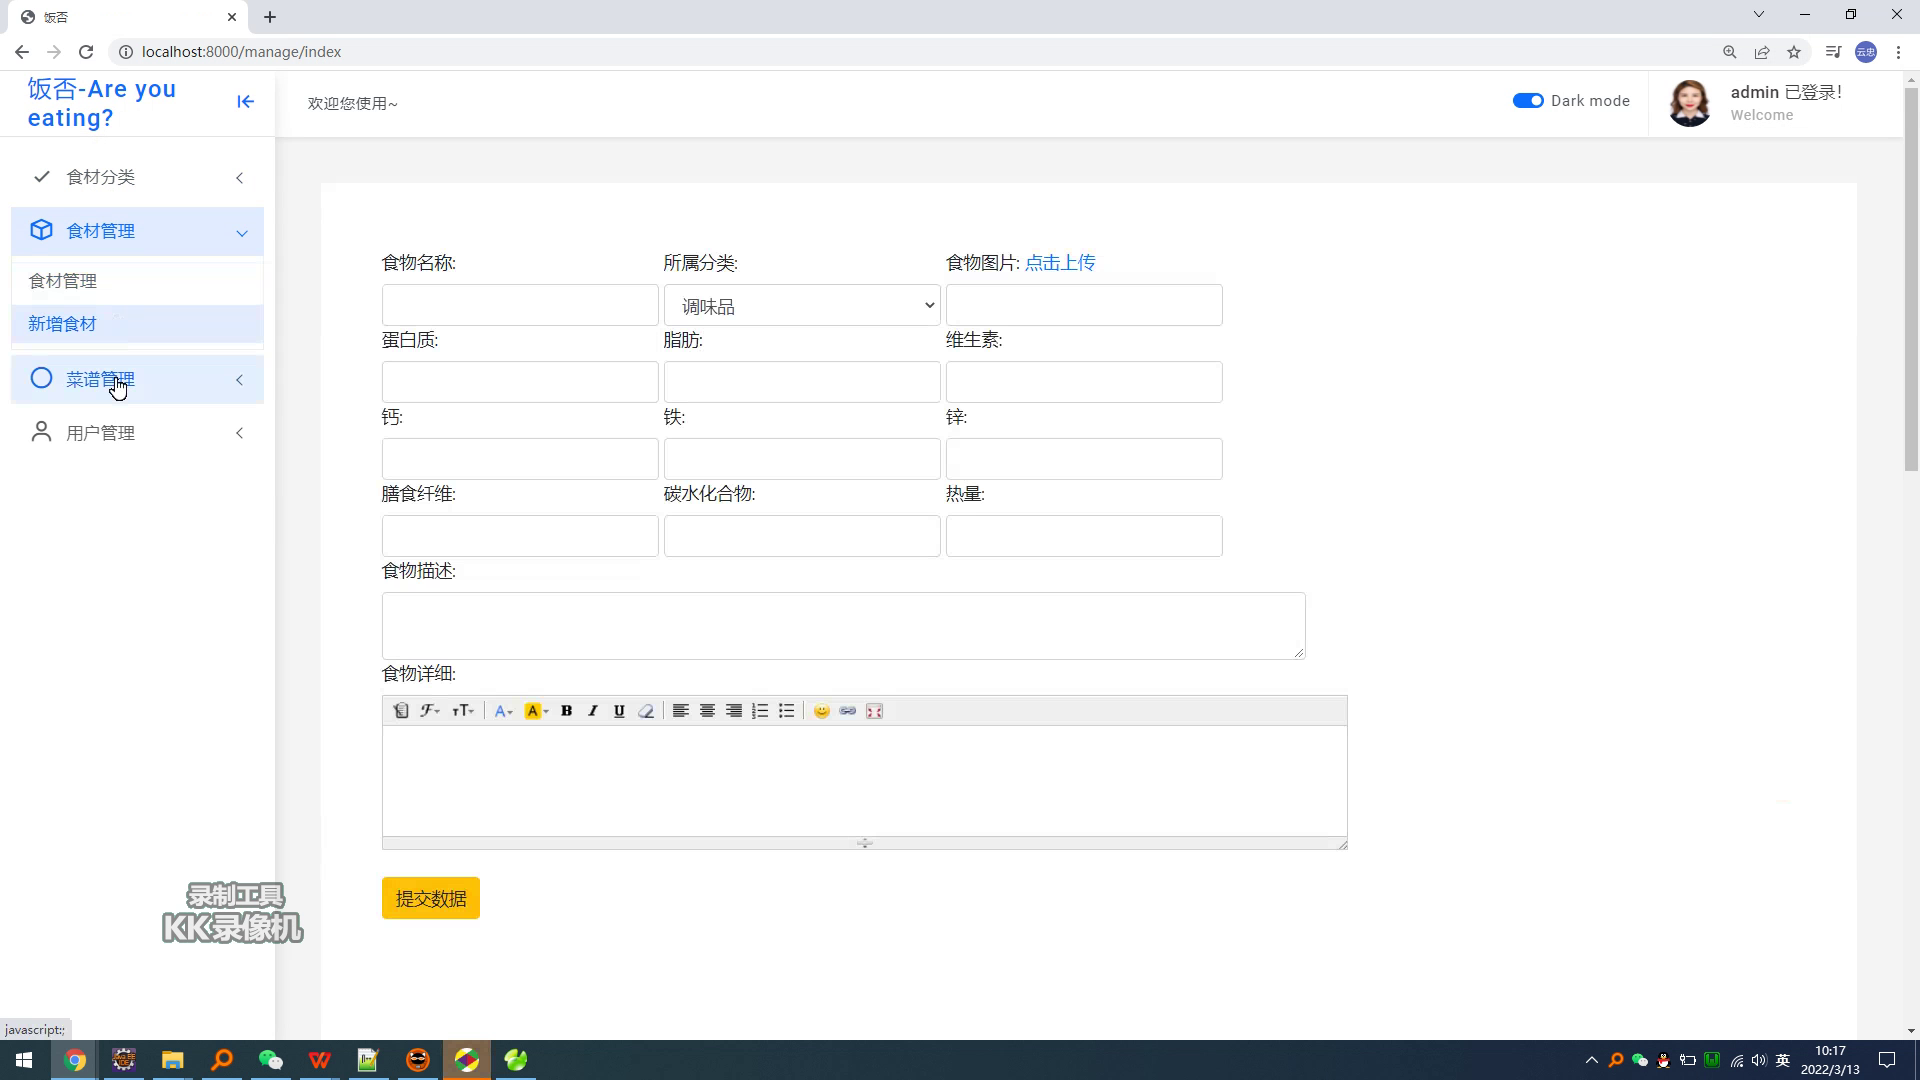 饭否
localhost:8000/manage/index
云忠
饭否-Are you
eating?
欢迎您使用~
Dark mode
admin 已登录!
Welcome
食材分类
食材管理
食材管理
新增食材
菜谱管理
用户管理
食物名称:
所属分类:
食物图片: 点击上传
调味品
蛋白质:
脂肪:
维生素:
钙:
铁:
锌:
膳食纤维:
碳水化合物:
热量:
食物描述:
食物详细:
提交数据
录制工具
KK录像机
javascript:;
英
10:17
2022/3/13